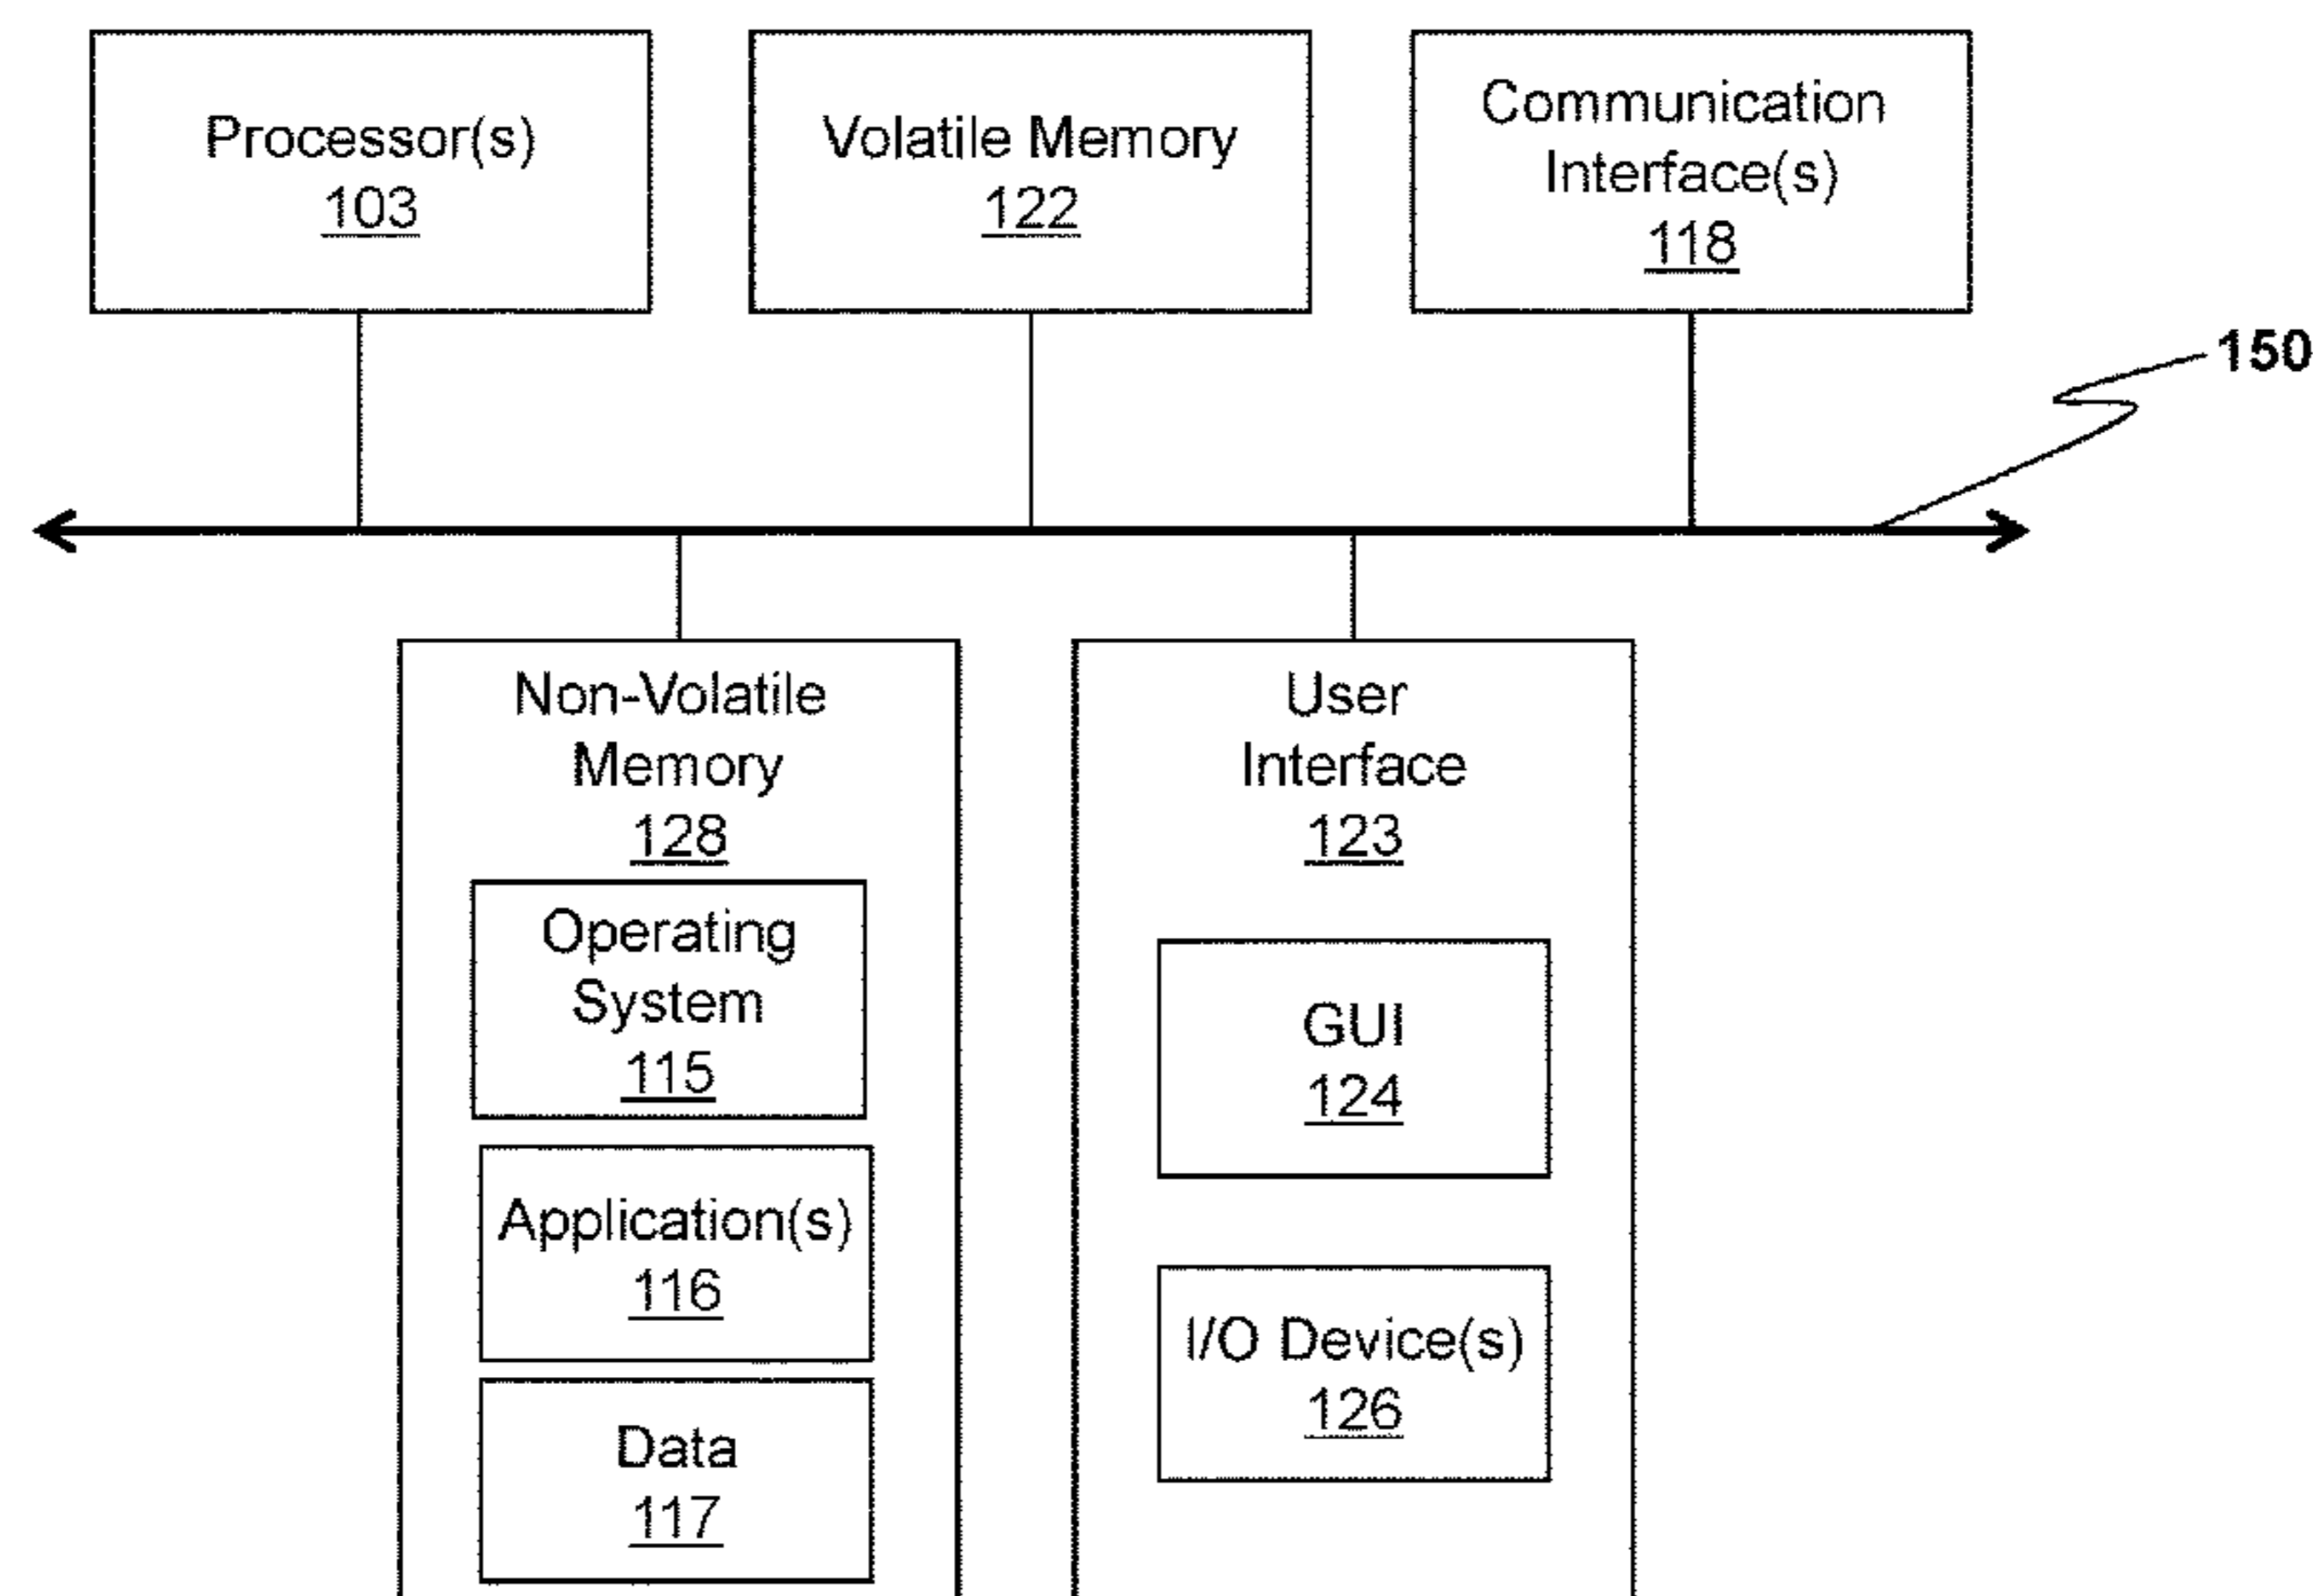 Processor(s)
103
Volatile Memory
122
Communication
Interface(s)
118
150
Non-Volatile
Memory
128
Operating
System
115
Application(s)
116
Data
117
User
Interface
123
GUI
124
I/O Device(s)
126